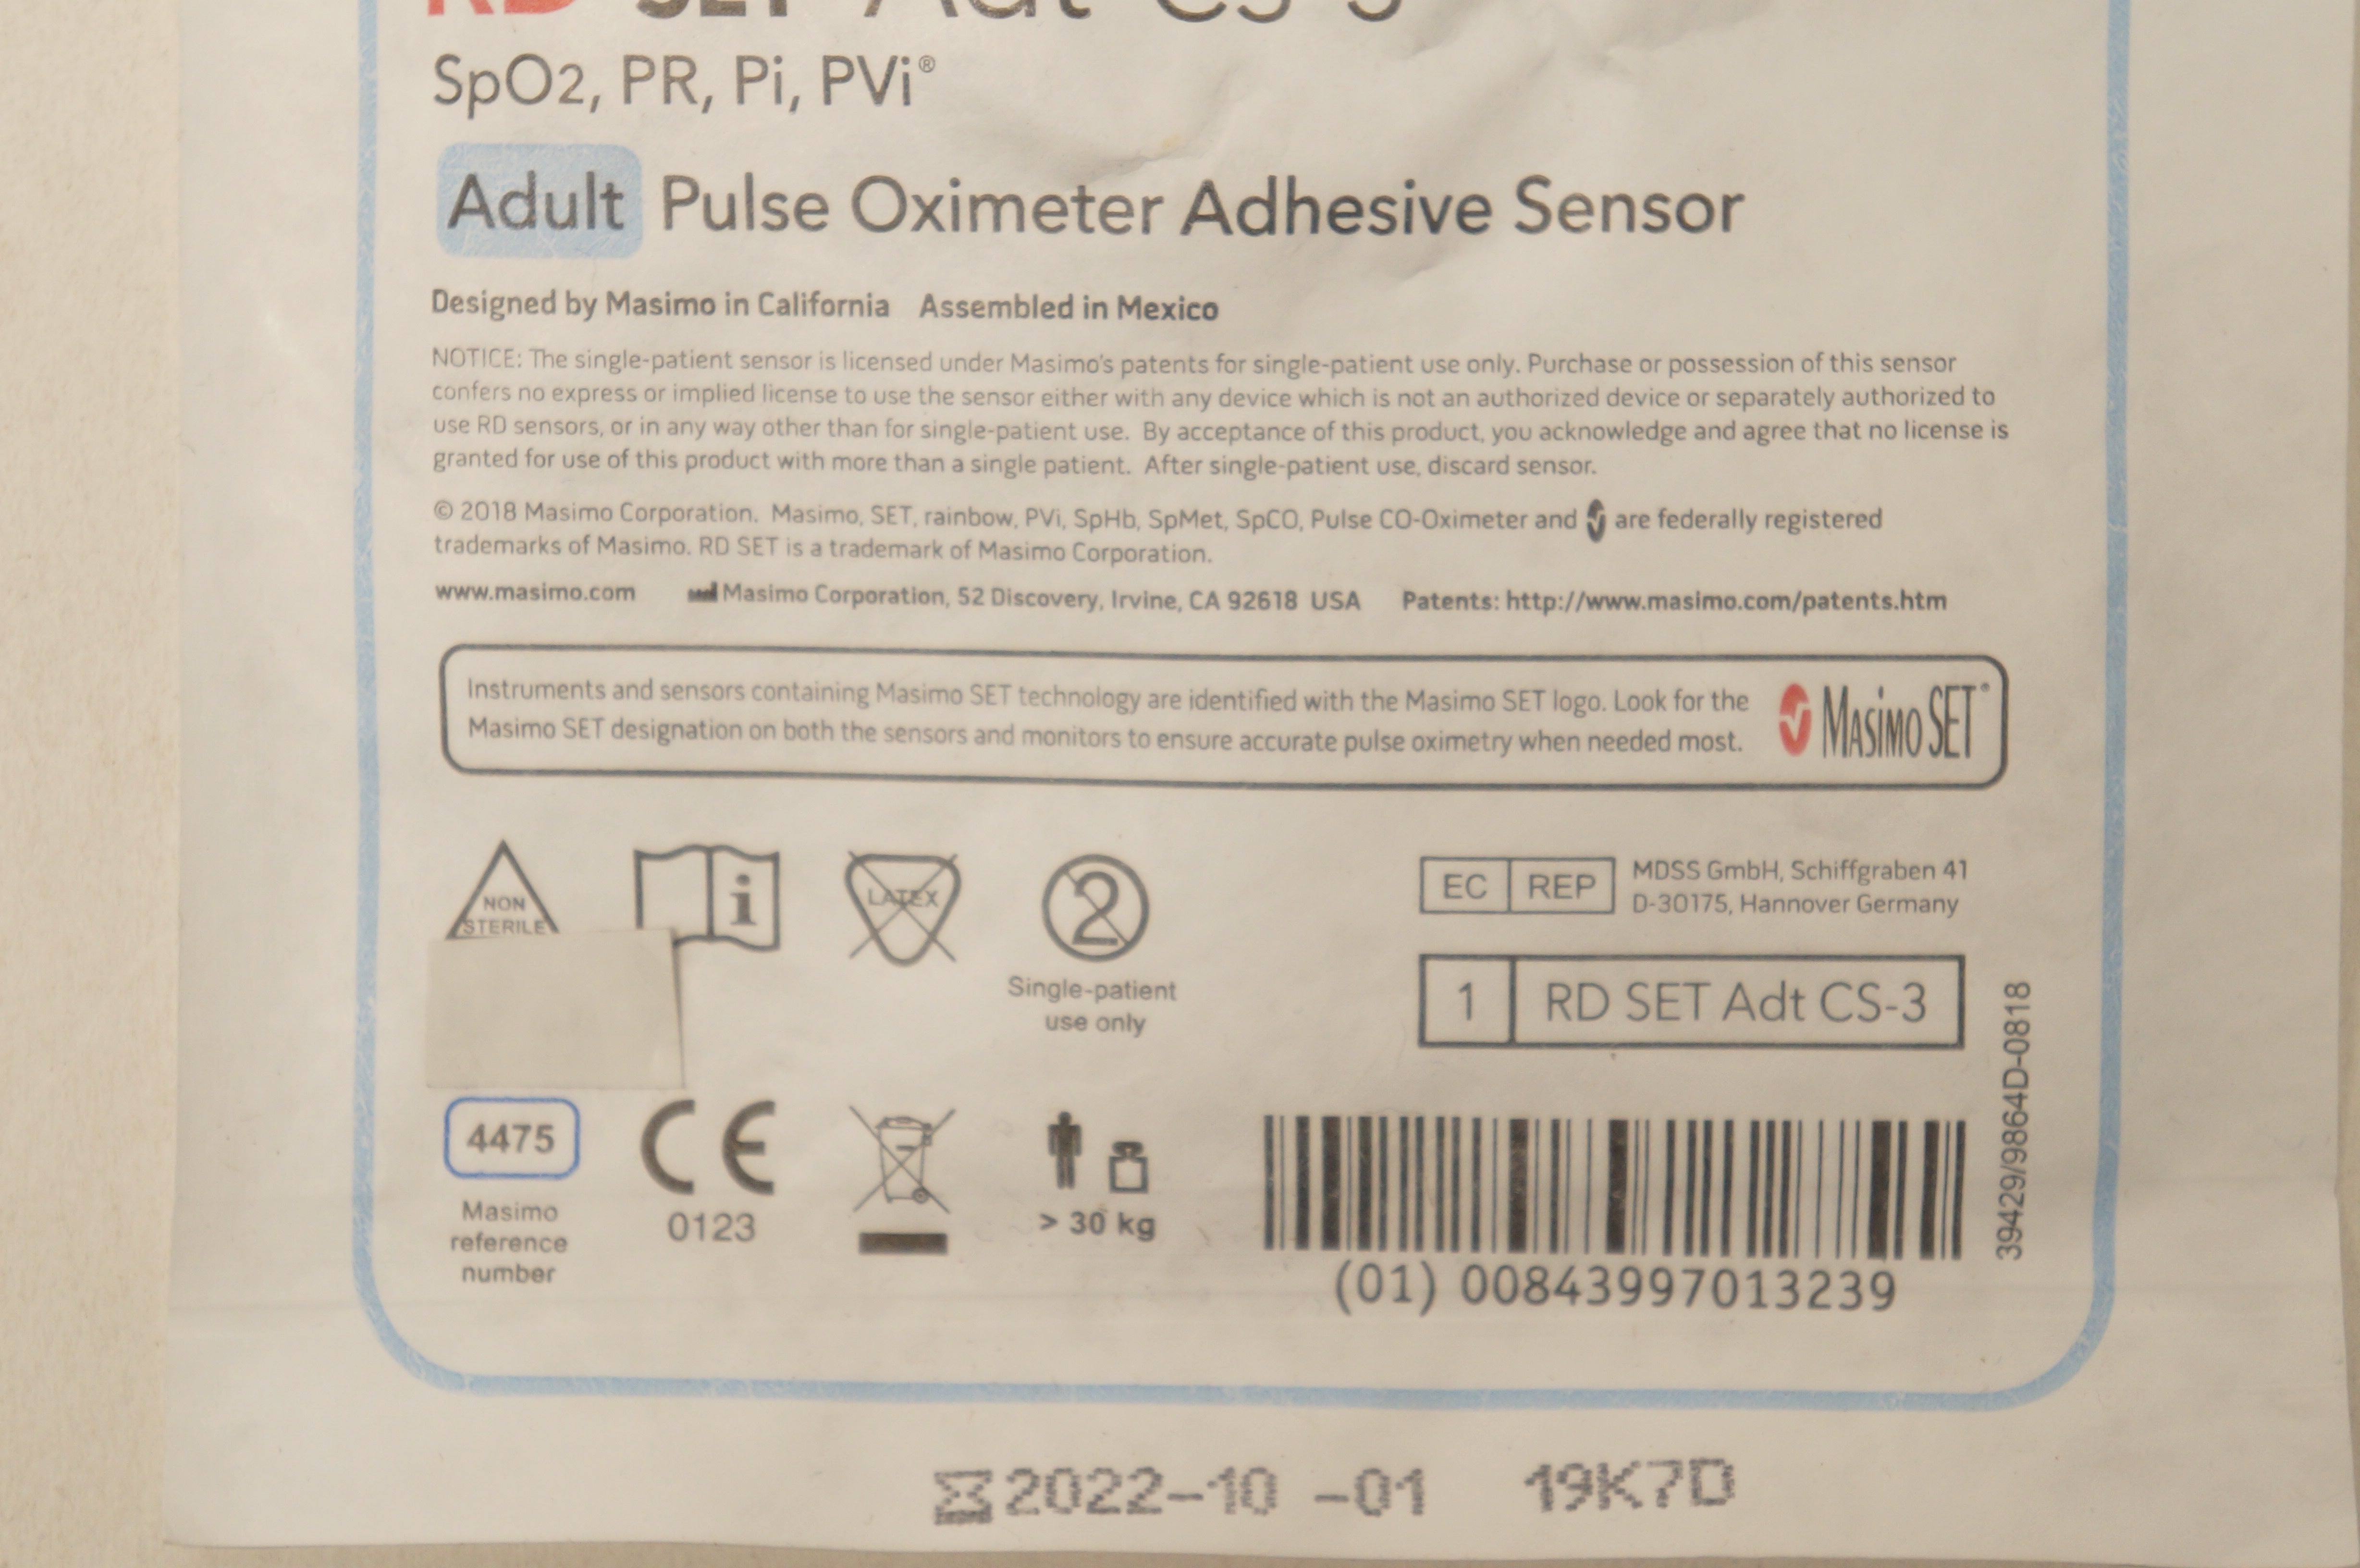 RD SET Adt CS-3
SpO2, PR, Pi, PVi®
Adult Pulse Oximeter Adhesive Sensor
Designed by Masimo in California Assembled in Mexico
NOTICE: The single-patient sensor is licensed under Masimo's patents for single-patient use only. Purchase or possession of this sensor
confers no express or implied license to use the sensor either with any device which is not an authorized device or separately authorized to
use RD sensors, or in any way other than for single-patient use. By acceptance of this product, you acknowledge and agree that no license is
granted for use of this product with more than a single patient. After single-patient use, discard sensor.
© 2018 Masimo Corporation. Masimo, SET, rainbow, PVi, SpHb, SpMet, SpCO, Pulse CO-Oximeter and are federally registered
trademarks of Masimo. RD SET is a trademark of Masimo Corporation.
www.masimo.com Masimo Corporation, 52 Discovery, Irvine, CA 92618 USA Patents: http://www.masimo.com/patents.htm
Instruments and sensors containing Masimo SET technology are identified with the Masimo SET logo. Look for the
Masimo SET designation on both the sensors and monitors to ensure accurate pulse oximetry when needed most.
Masimo SET®
NON
STERILE
i
LATEX
2
Single-patient
use only
EC REP
MDSS GmbH, Schiffgraben 41
D-30175, Hannover Germany
1 RD SET Adt CS-3
39429/9864D-0818
4475
Masimo
reference
number
CE
0123
> 30 kg
(01) 00843997013239
2022-10 -01 19K7D